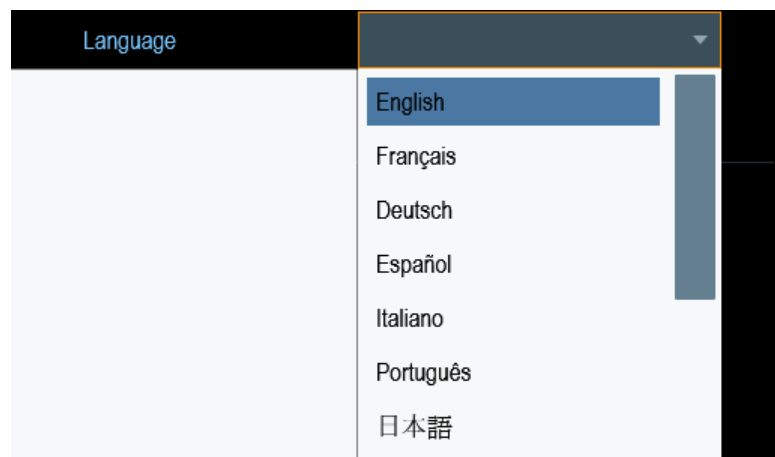 Language
English
Français
Deutsch
Español
Italiano
Português
日本語